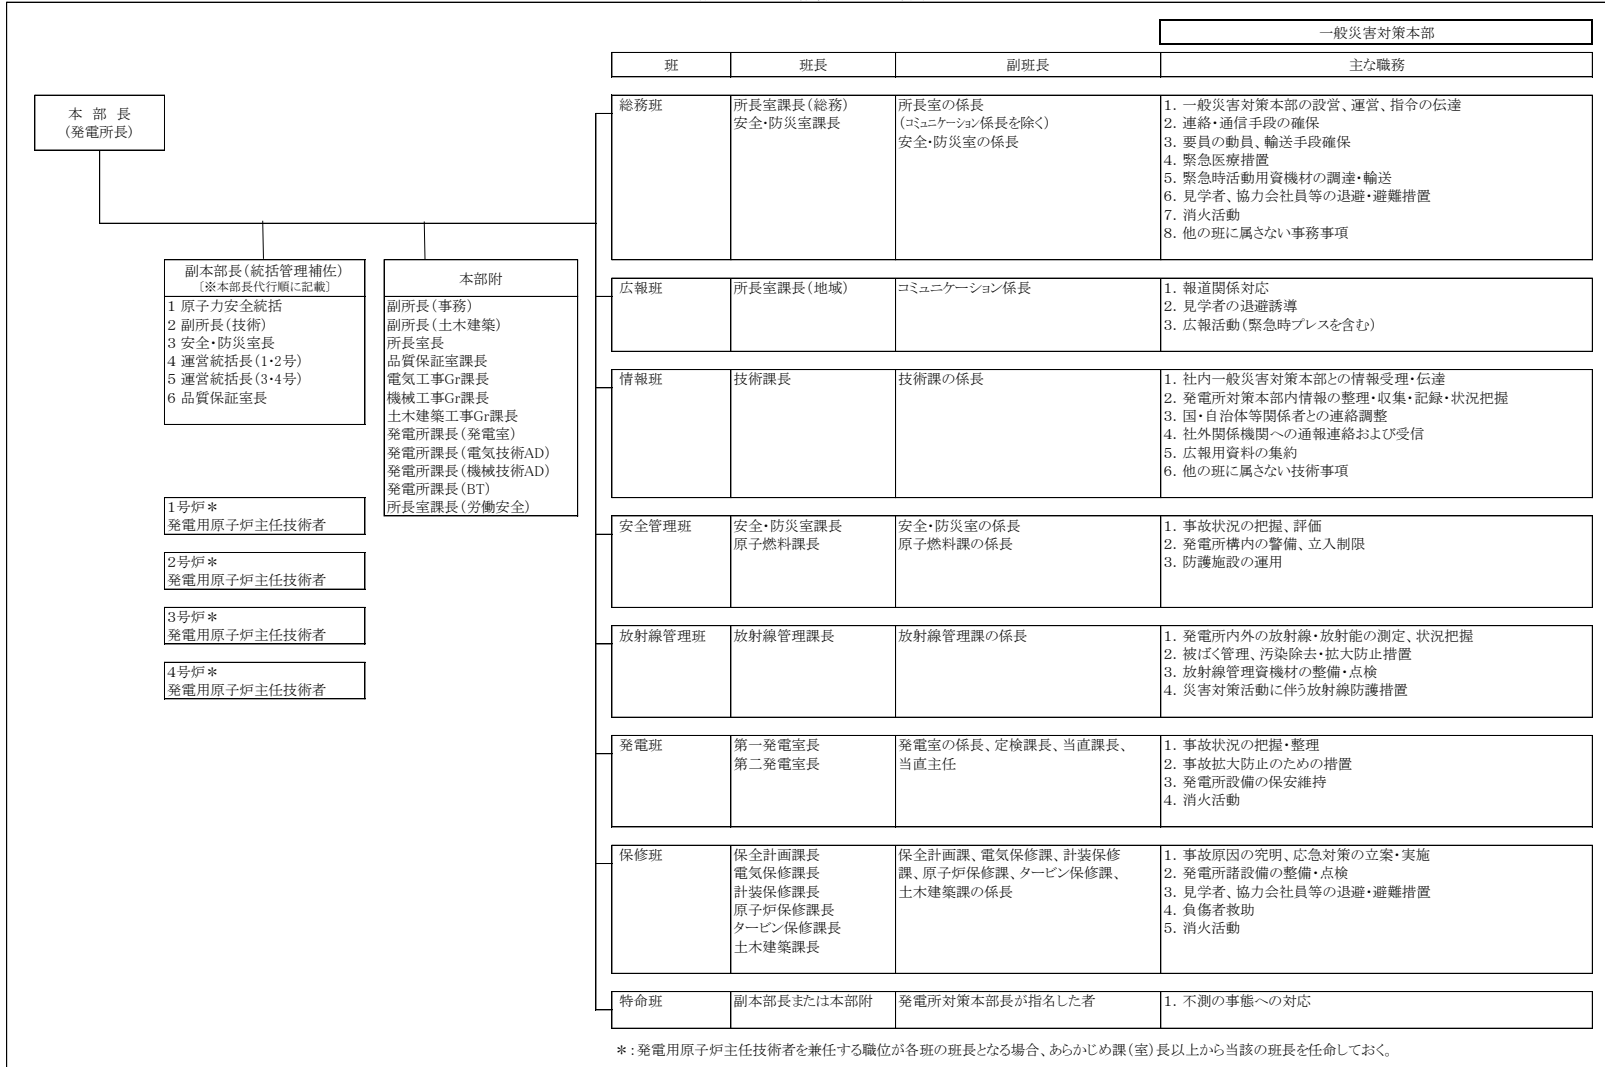 一般災害対策本部
班 班長 副班長 主な職務
本 部 長
(発電所長)
副本部長(統括管理補佐)
〔※本部長代行順に記載〕
1 原子力安全統括
2 副所長(技術)
3 安全・防災室長
4 運営統括長(1・2号)
5 運営統括長(3・4号)
6 品質保証室長
本部附
副所長(事務)
副所長(土木建築)
所長室長
品質保証室課長
電気工事Gr課長
機械工事Gr課長
土木建築工事Gr課長
発電所課長(発電室)
発電所課長(電気技術AD)
発電所課長(機械技術AD)
発電所課長(BT)
所長室課長(労働安全)
1号炉*
発電用原子炉主任技術者
2号炉*
発電用原子炉主任技術者
3号炉*
発電用原子炉主任技術者
4号炉*
発電用原子炉主任技術者
総務班
所長室課長(総務)
安全・防災室課長
所長室の係長
(コミュニケーション係長を除く)
安全・防災室の係長
1. 一般災害対策本部の設営、運営、指令の伝達
2. 連絡・通信手段の確保
3. 要員の動員、輸送手段確保
4. 緊急医療措置
5. 緊急時活動用資機材の調達・輸送
6. 見学者、協力会社員等の退避・避難措置
7. 消火活動
8. 他の班に属さない事務事項
広報班
所長室課長(地域)
コミュニケーション係長
1. 報道関係対応
2. 見学者の退避誘導
3. 広報活動(緊急時プレスを含む)
情報班
技術課長
技術課の係長
1. 社内一般災害対策本部との情報受理・伝達
2. 発電所対策本部内情報の整理・収集・記録・状況把握
3. 国・自治体等関係者との連絡調整
4. 社外関係機関への通報連絡および受信
5. 広報用資料の集約
6. 他の班に属さない技術事項
安全管理班
安全・防災室課長
原子燃料課長
安全・防災室の係長
原子燃料課の係長
1. 事故状況の把握、評価
2. 発電所構内の警備、立入制限
3. 防護施設の運用
放射線管理班
放射線管理課長
放射線管理課の係長
1. 発電所内外の放射線・放射能の測定、状況把握
2. 被ばく管理、汚染除去・拡大防止措置
3. 放射線管理資機材の整備・点検
4. 災害対策活動に伴う放射線防護措置
発電班
第一発電室長
第二発電室長
発電室の係長、定検課長、当直課長、
当直主任
1. 事故状況の把握・整理
2. 事故拡大防止のための措置
3. 発電所設備の保安維持
4. 消火活動
保修班
保全計画課長
電気保修課長
計装保修課長
原子炉保修課長
タービン保修課長
土木建築課長
保全計画課、電気保修課、計装保修
課、原子炉保修課、タービン保修課、
土木建築課の係長
1. 事故原因の究明、応急対策の立案・実施
2. 発電所諸設備の整備・点検
3. 見学者、協力会社員等の退避・避難措置
4. 負傷者救助
5. 消火活動
特命班
副本部長または本部附
発電所対策本部長が指名した者
1. 不測の事態への対応
*:発電用原子炉主任技術者を兼任する職位が各班の班長となる場合、あらかじめ課(室)長以上から当該の班長を任命しておく。